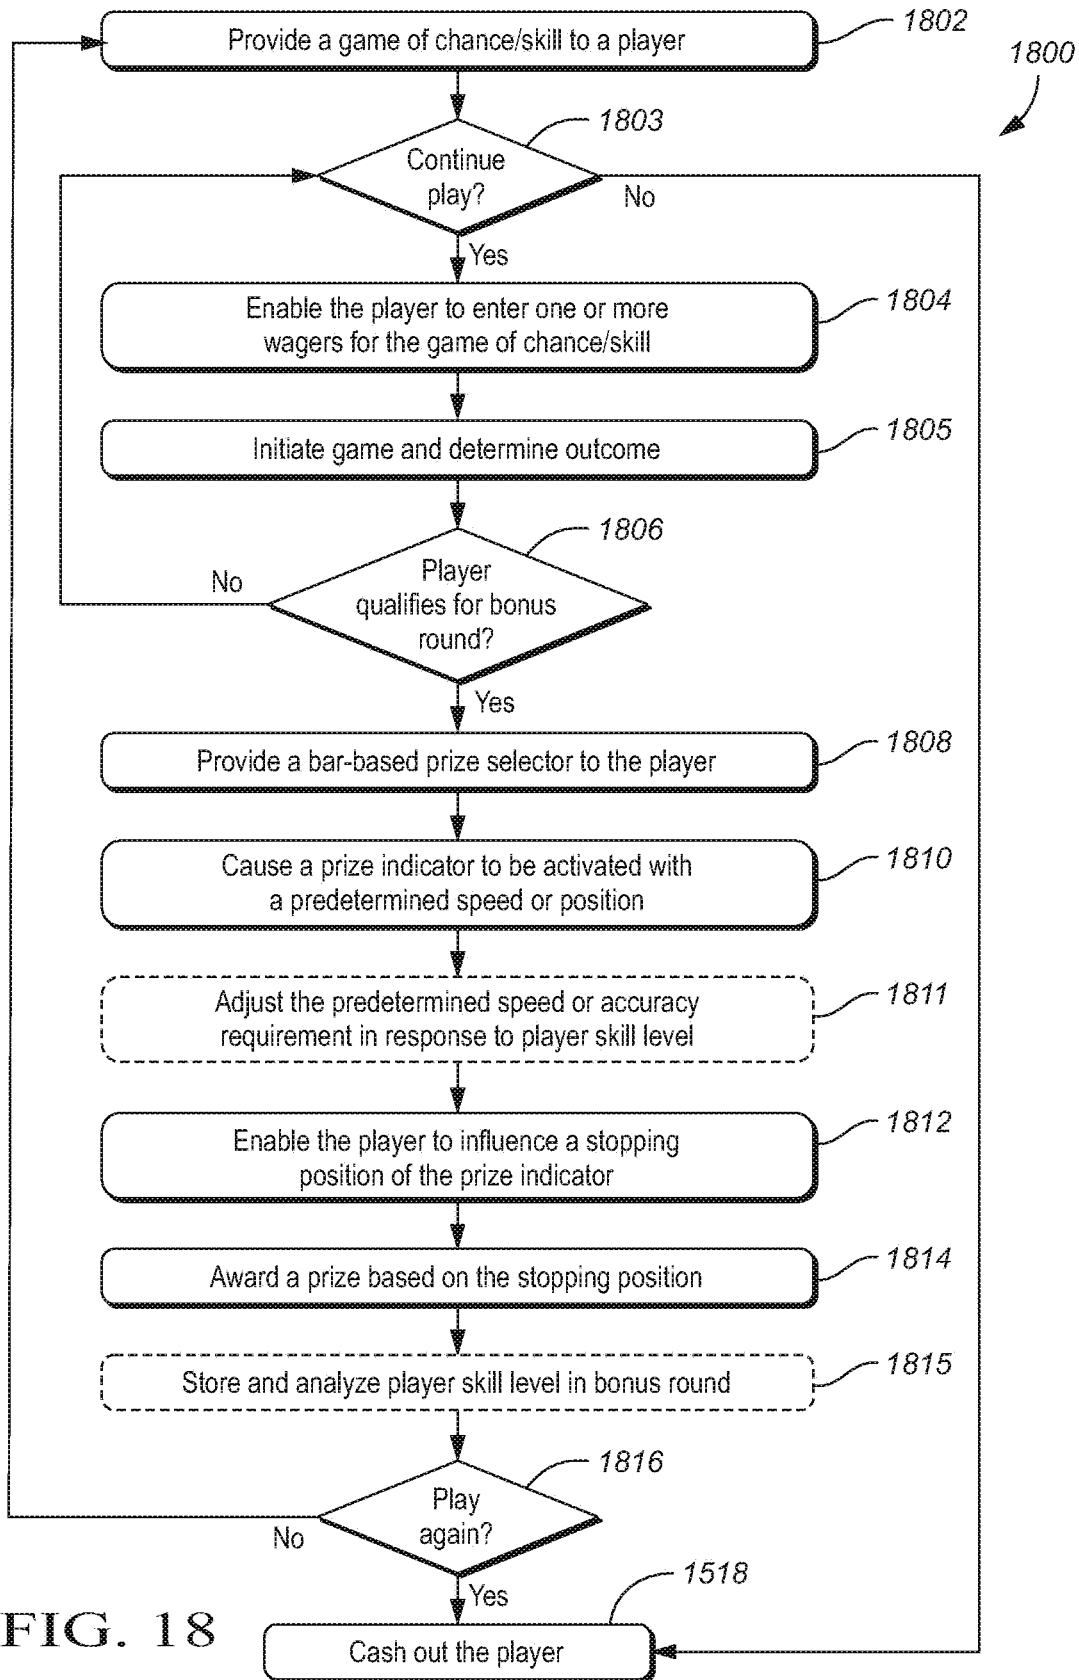 Provide a game of chance/skill to a player
1802
1800
1803
Continue
play?
No
Yes
1804
Enable the player to enter one or more
wagers for the game of chance/skill
1805
Initiate game and determine outcome
1806
No
Player
qualifies for bonus
round?
Yes
1808
Provide a bar-based prize selector to the player
1810
Cause a prize indicator to be activated with
a predetermined speed or position
1811
Adjust the predetermined speed or accuracy
requirement in response to player skill level
1812
Enable the player to influence a stopping
position of the prize indicator
1814
Award a prize based on the stopping position
1815
Store and analyze player skill level in bonus round
1816
Play
again?
No
Yes
1518
Cash out the player
FIG. 18